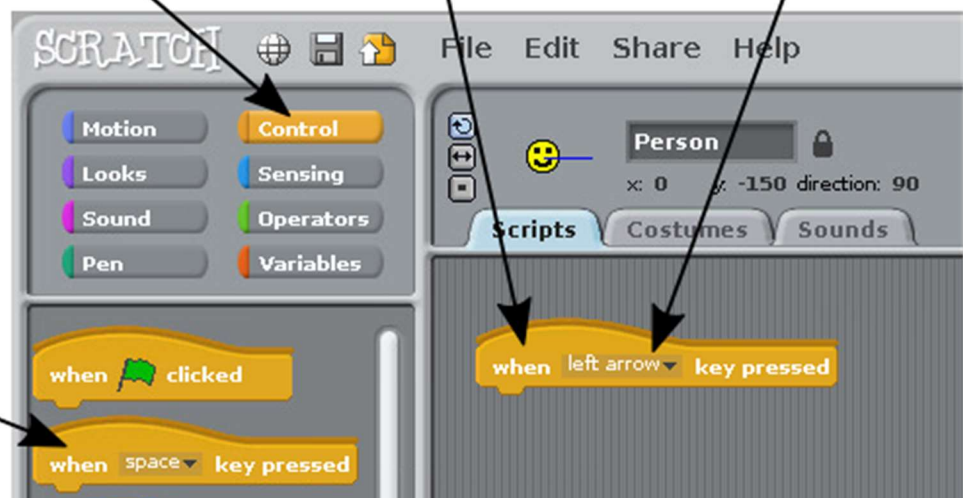 SCRATCH File Edit Share Help
Motion Control
Looks Sensing
Sound Operators
Pen Variables
Person
x: 0 y: -150 direction: 90
Scripts Costumes Sounds
when clicked
when space key pressed
when left arrow key pressed